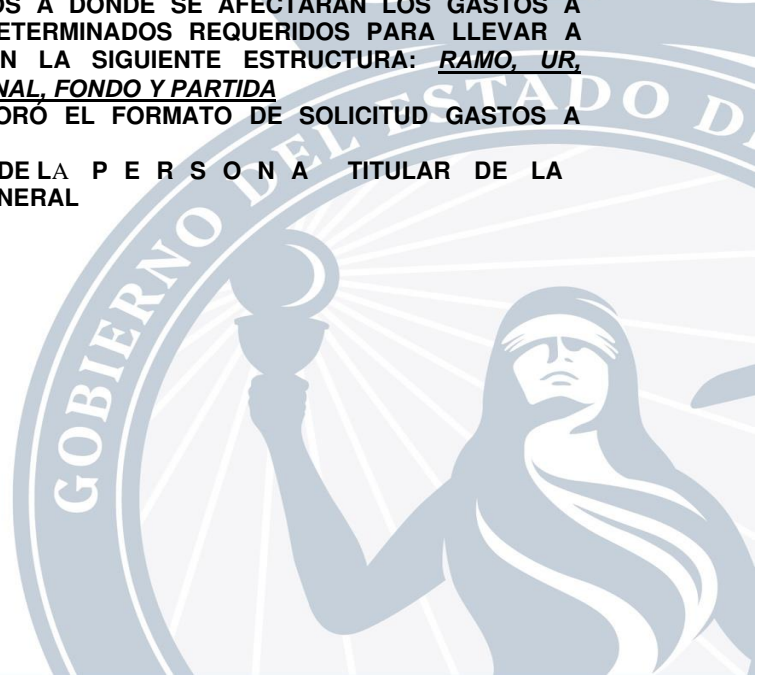 OS A DONDE SE AFECTARÁN LOS GASTOS A
ETERMINADOS REQUERIDOS PARA LLEVAR A
N LA SIGUIENTE ESTRUCTURA: RAMO, UR,
NAL, FONDO Y PARTIDA
ORÓ EL FORMATO DE SOLICITUD GASTOS A
DE LA P E R S O N A TITULAR DE LA
NERAL
GOBIERNO DEL ESTADO D